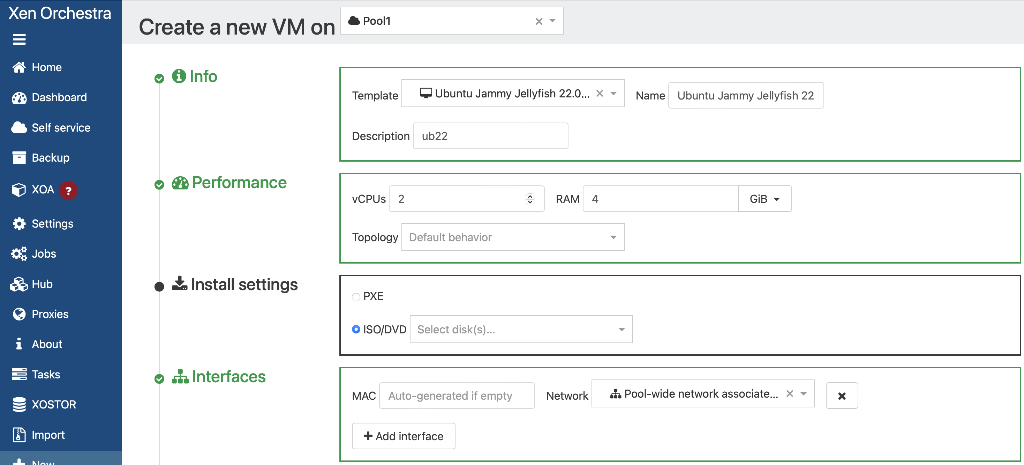 Xen Orchestra
Create a new VM on Pool1
Home
Dashboard
Self service
Backup
XOA ?
Settings
Jobs
Hub
Proxies
About
Tasks
XOSTOR
Import
New
Info
Template Ubuntu Jammy Jellyfish 22.0... Name Ubuntu Jammy Jellyfish 22
Description ub22
Performance
vCPUs 2 RAM 4 GiB
Topology Default behavior
Install settings
PXE
ISO/DVD Select disk(s)...
Interfaces
MAC Auto-generated if empty Network Pool-wide network associate...
Add interface